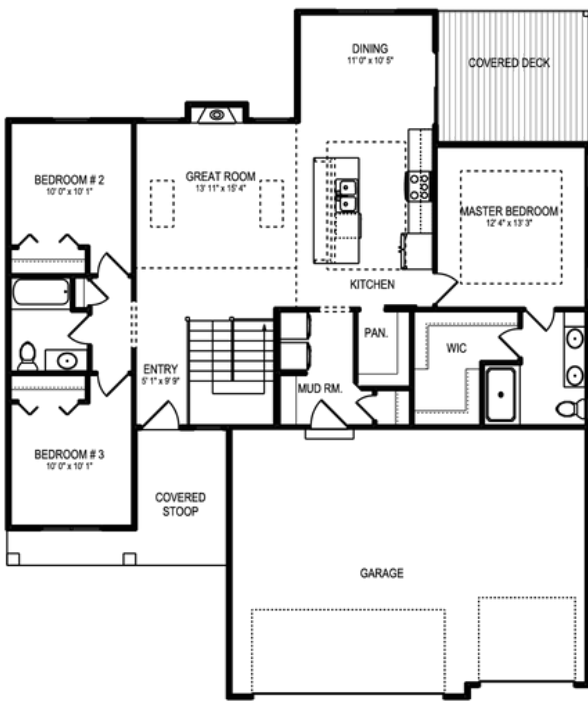 DINING
11' 0" x 10' 5"
COVERED DECK
BEDROOM # 2
10' 0" x 10' 1"
GREAT ROOM
13' 11" x 15' 4"
MASTER BEDROOM
12' 4" x 13' 3"
KITCHEN
PAN.
WIC
ENTRY
5' 1" x 9' 9"
MUD RM.
BEDROOM # 3
10' 0" x 10' 1"
COVERED
STOOP
GARAGE